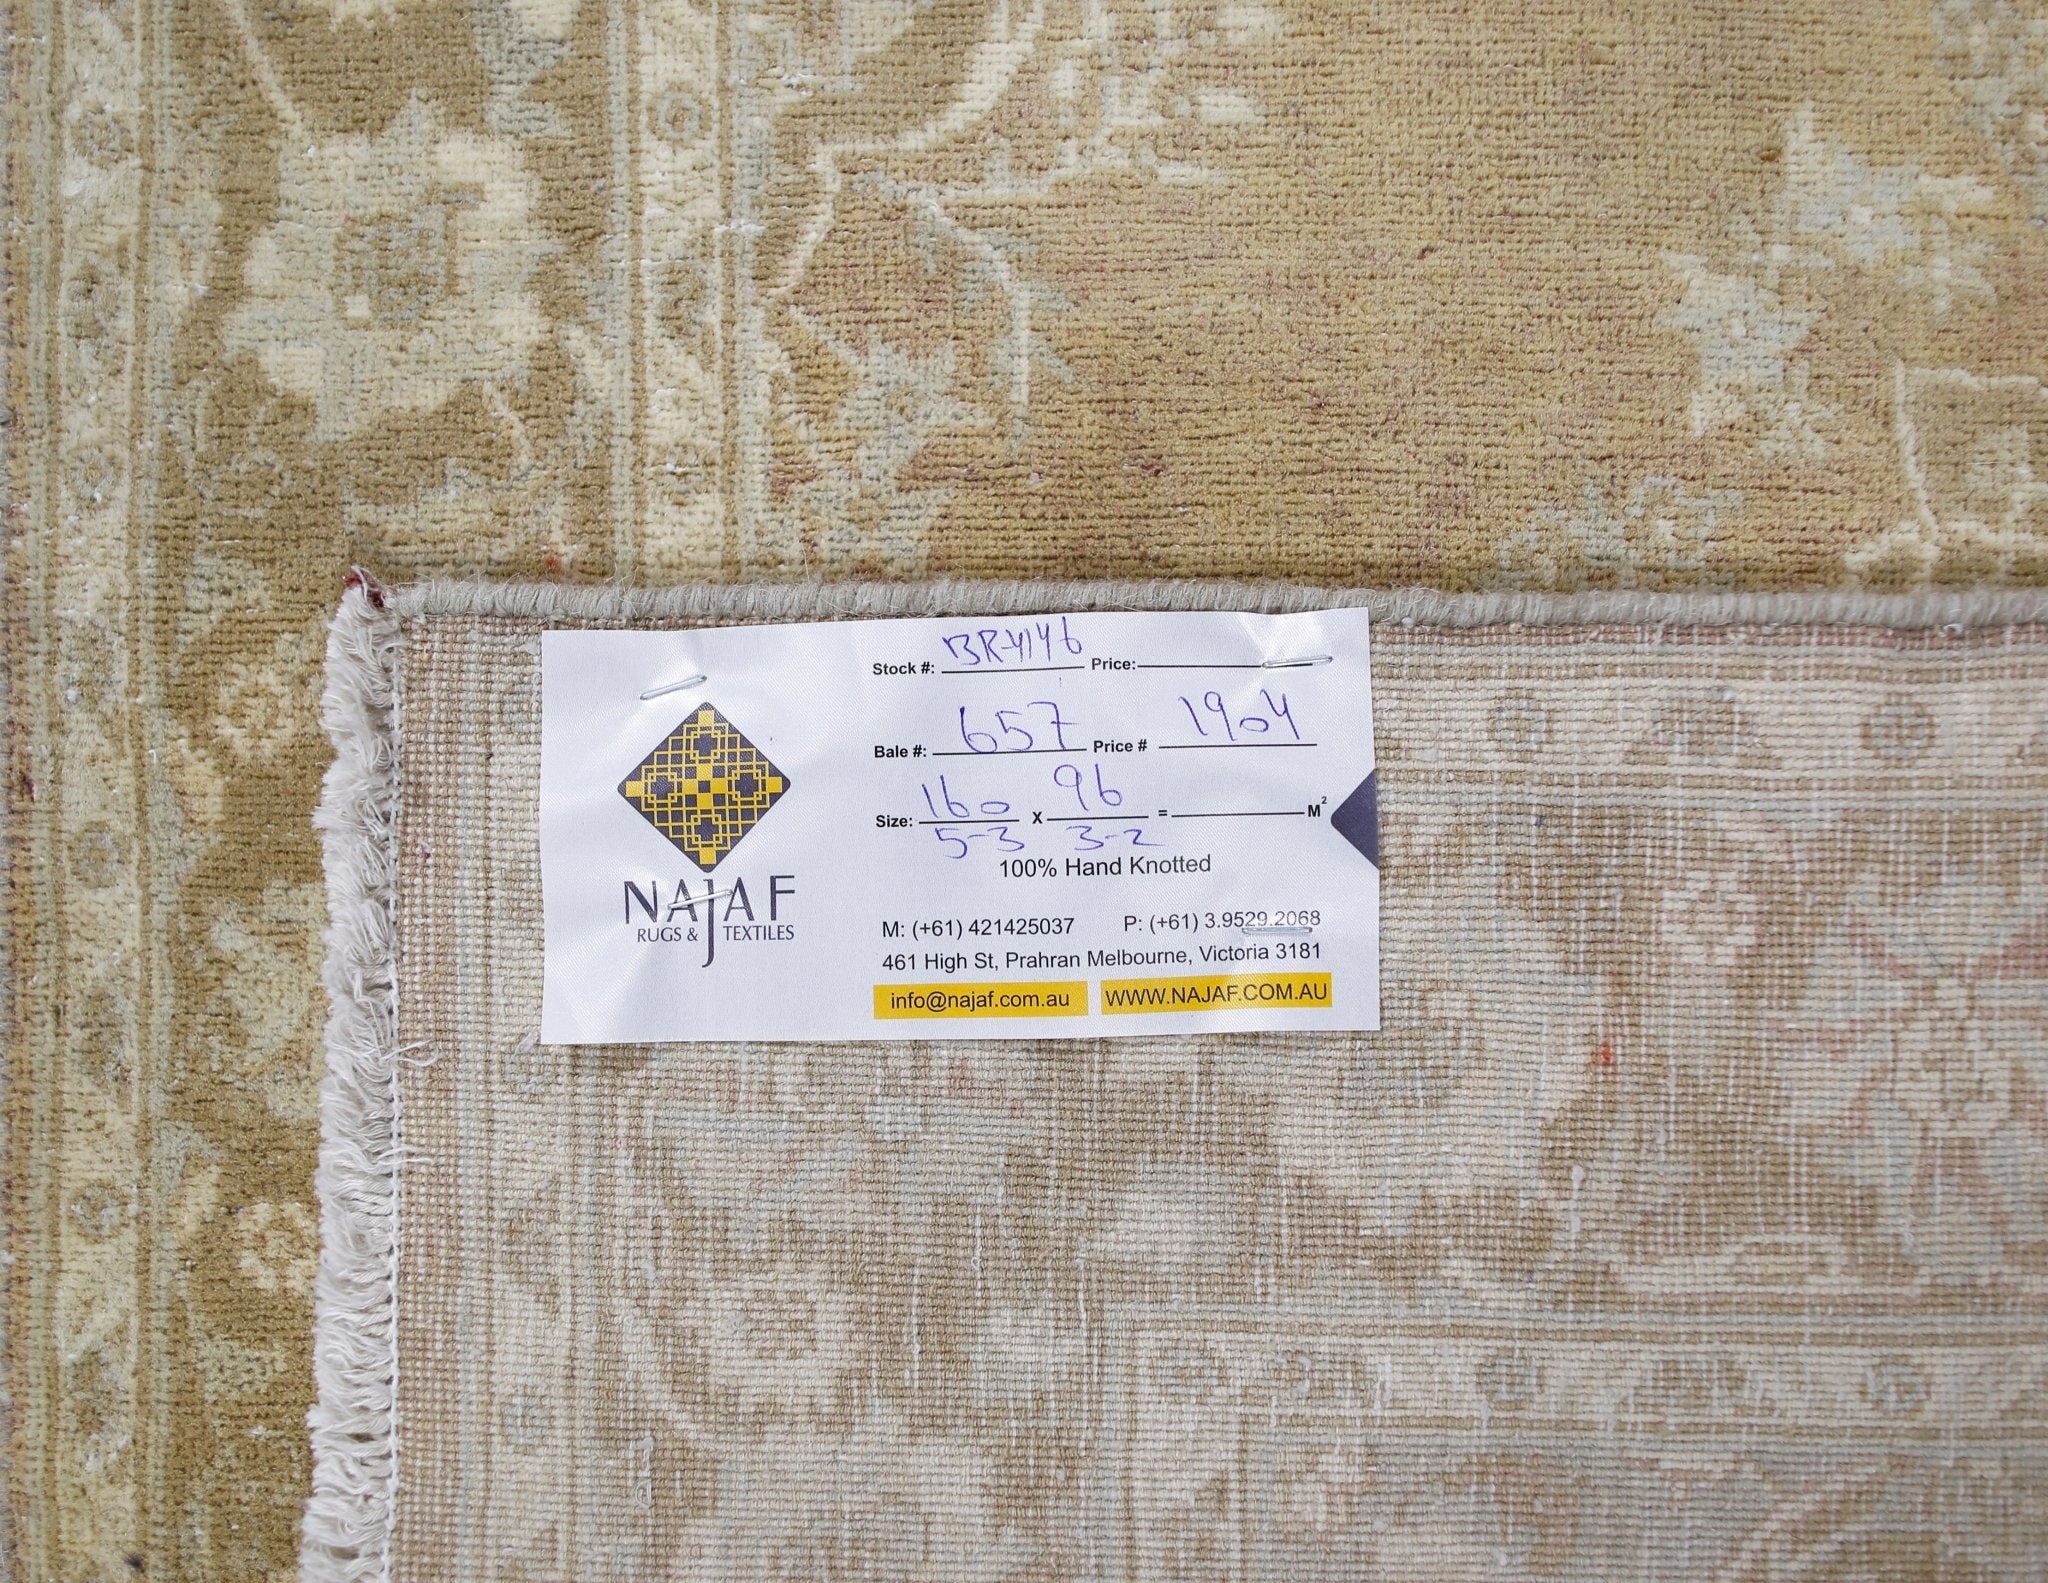 Stock #: BR4146 Price:
Bale #: 657 Price # 1904
Size: 160 x 96 = M²
5-3 3-2
100% Hand Knotted
NAJAF
RUGS & TEXTILES
M: (+61) 421425037 P: (+61) 3.9529.2068
461 High St, Prahran Melbourne, Victoria 3181
info@najaf.com.au WWW.NAJAF.COM.AU